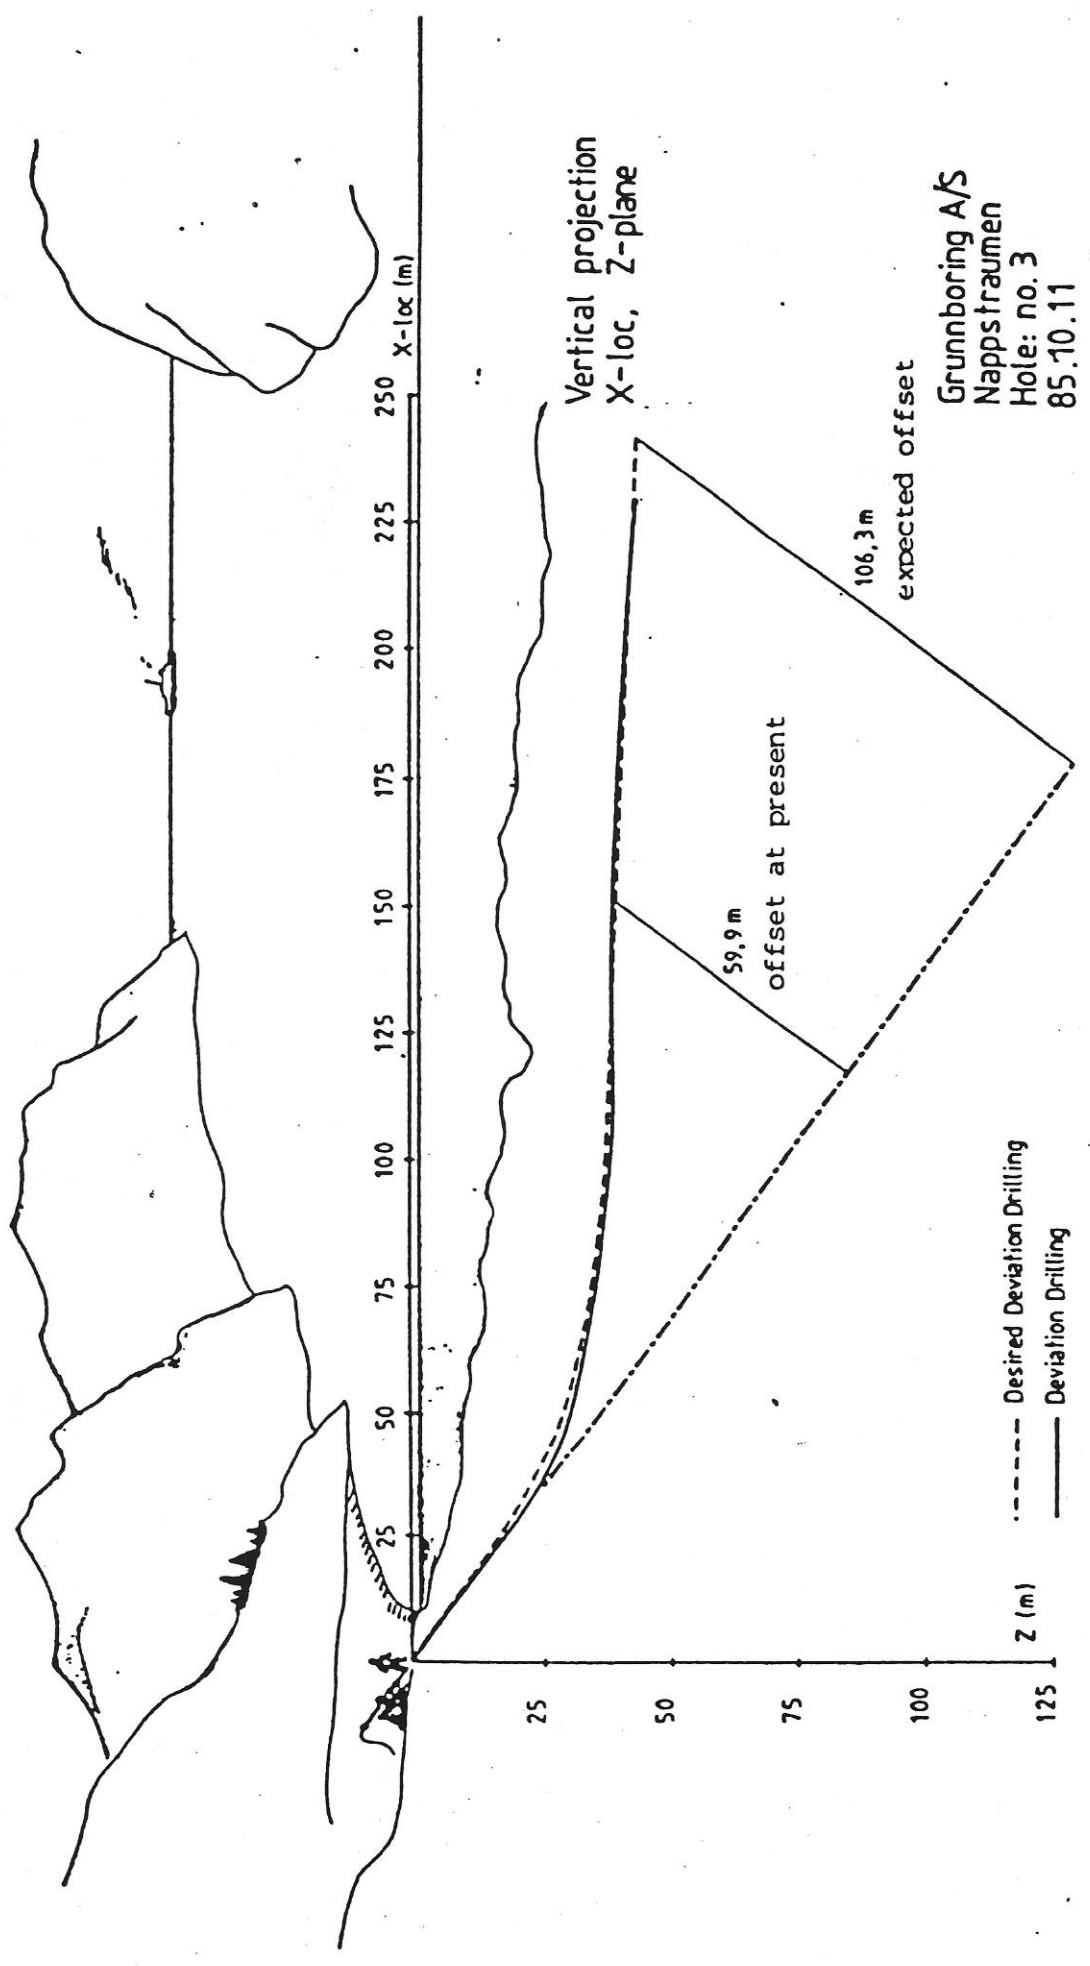 X-loc (m)
25
50
75
100
125
150
175
200
225
250
Vertical projection
X-loc, Z-plane
59,9 m
offset at present
106,3m
expected offset
Z (m)
25
50
75
100
125
Desired Deviation Drilling
Deviation Drilling
Grunnboring A/S
Nappstraumen
Hole: no. 3
85.10.11